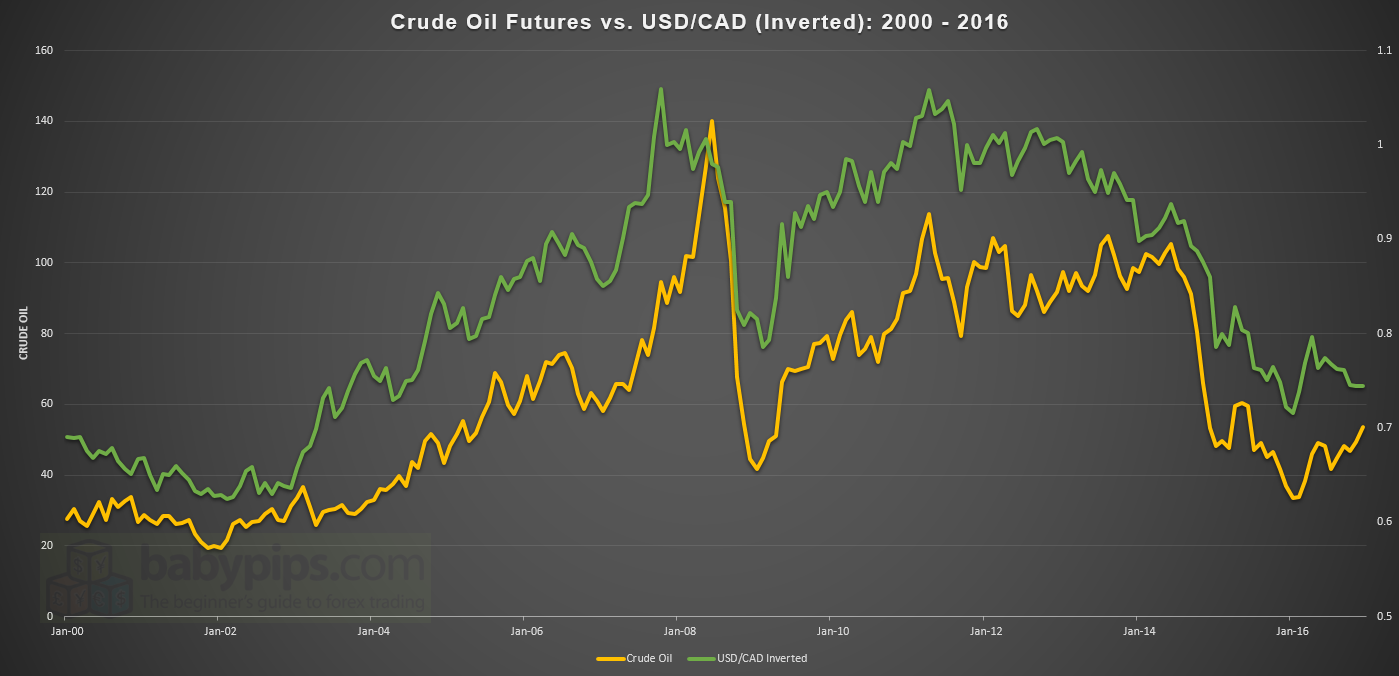 Crude Oil Futures vs. USD/CAD (Inverted): 2000 - 2016
160
140
120
100
80
60
40
20
0
CRUDE OIL
1.1
1
0.9
0.8
0.7
0.6
0.5
babypips.com
The beginner's guide to forex trading
Jan-00 Jan-02 Jan-04 Jan-06 Jan-08 Jan-10 Jan-12 Jan-14 Jan-16
Crude Oil USD/CAD Inverted